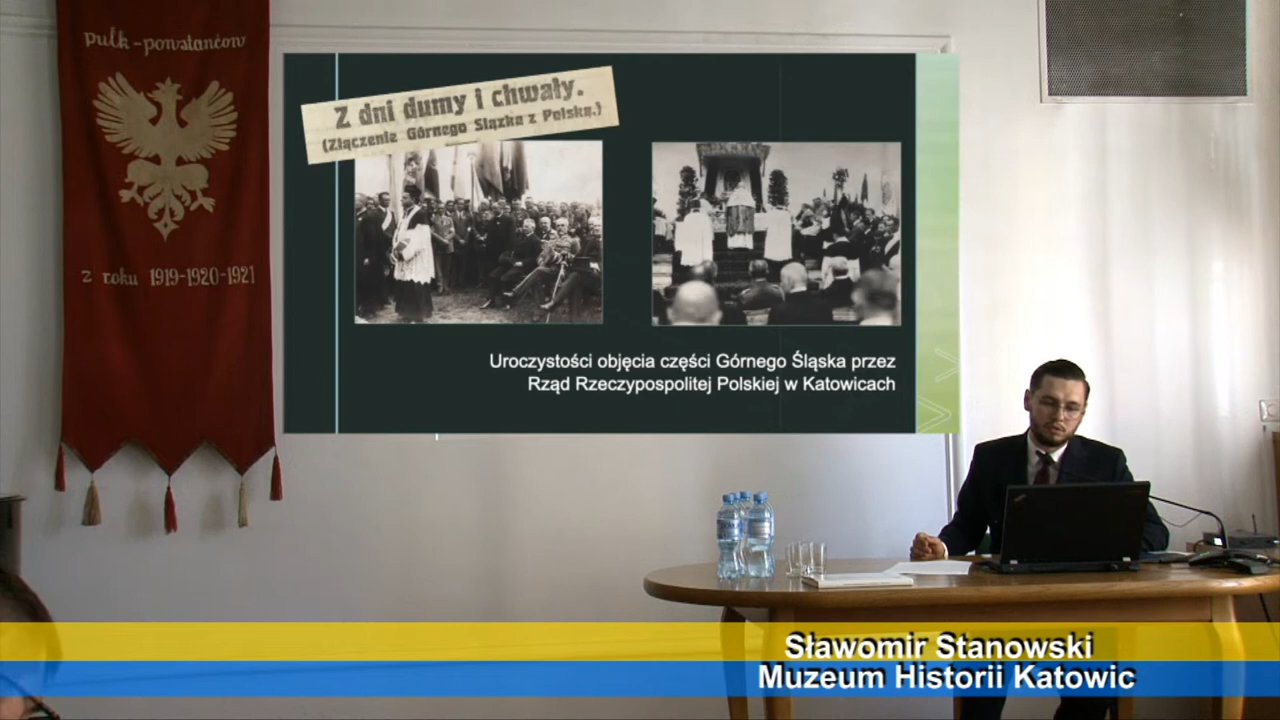 pułk-powstańców
z roku 1919-1920-1921
Z dni dumy i chwały.
(Złączenie Górnego Slązka z Polską.)
Uroczystości objęcia części Górnego Śląska przez
Rząd Rzeczypospolitej Polskiej w Katowicach
Sławomir Stanowski
Muzeum Historii Katowic